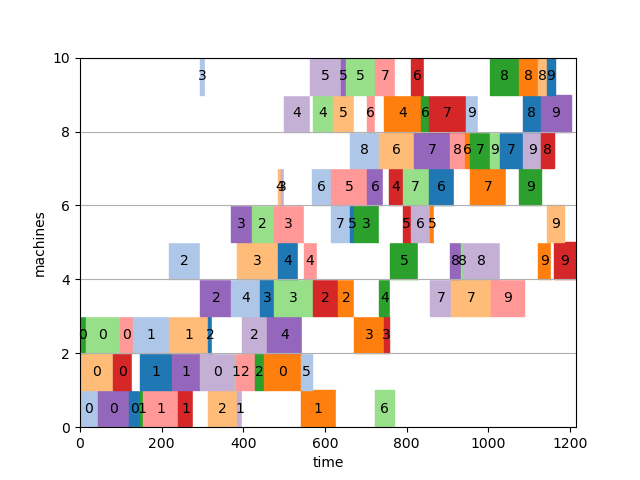 10
3 5 5 5 7 6 8 8 8 9
4 4 5 6 4 6 7 9 8 9
8
8 6 7 8 6 7 9 7 9 8
4 3 6 5 6 4 7 6 7 9
6
3 2 3 7 5 3 5 6 5 9
2 3 4 4 5 8 8 8 9 9
4
2 4 3 3 2 2 4 7 7 9
0 0 0 1 1 2 2 4 3 3
2
0 0 1 1 0 1 2 2 0 5
0 0 0 1 1 1 2 1 1 6
0
0 200 400 600 800 1000 1200
time
machines